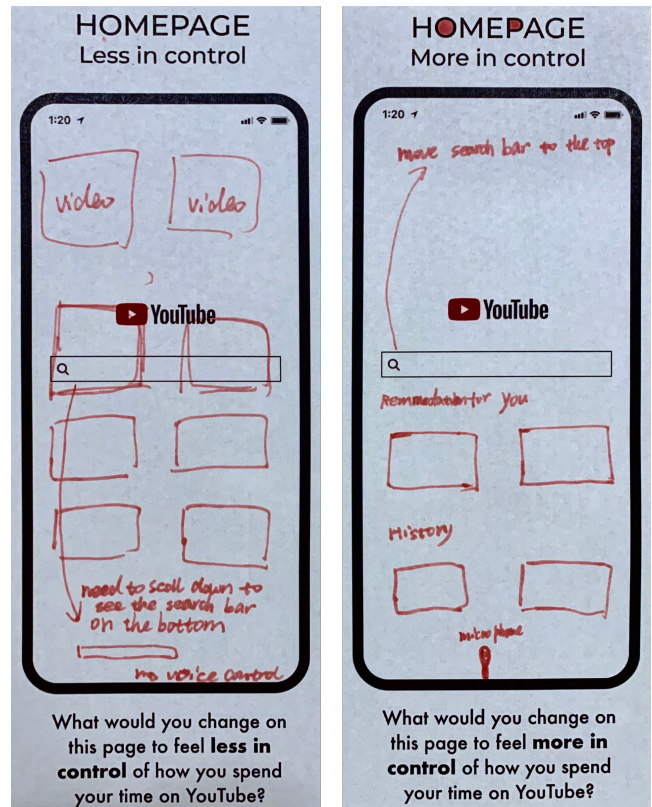 HOMEPAGE
Less in control
1:20
video
video
YouTube
need to scoll down to
see the search bar
on the bottom
no voice control
What would you change on
this page to feel less in
control of how you spend
your time on YouTube?
HOMEPAGE
More in control
1:20
move search bar to the top
YouTube
for you
History
microphone
What would you change on
this page to feel more in
control of how you spend
your time on YouTube?